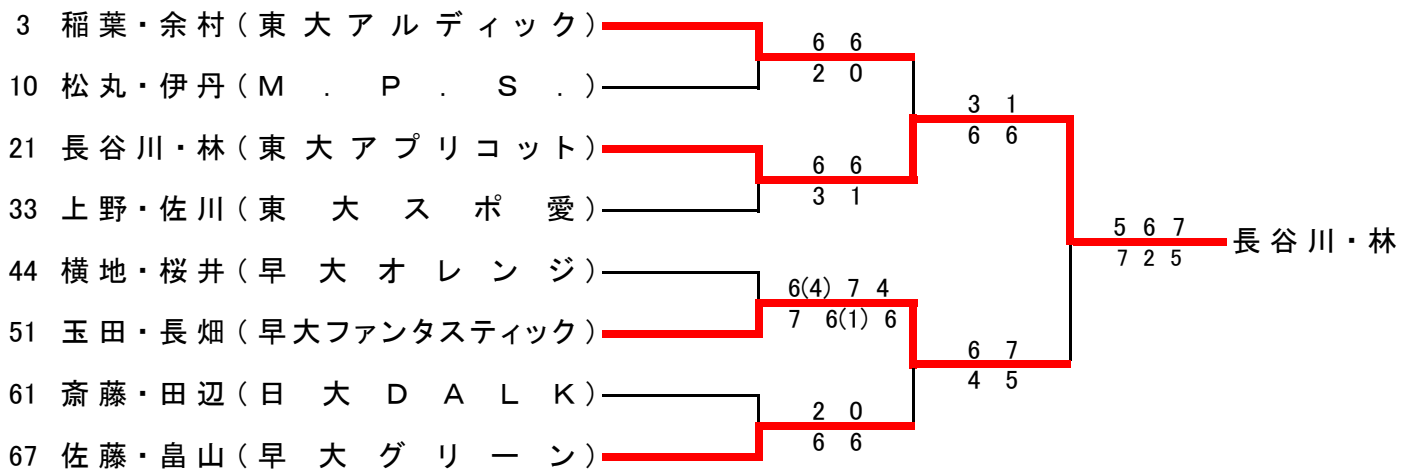 3 稲葉・余村(東大アルディック)
6 6
2 0
10 松丸・伊丹(M.P.S.)
3 1
6 6
21 長谷川・林(東大アプリコット)
6 6
3 1
33 上野・佐川(東大スポ愛)
5 6 7
7 2 5
長谷川・林
44 横地・桜井(早大オレンジ)
6(4) 7 4
7 6(1) 6
51 玉田・長畑(早大ファンタスティック)
6 7
4 5
61 斎藤・田辺(日大DALK)
2 0
6 6
67 佐藤・畠山(早大グリーン)